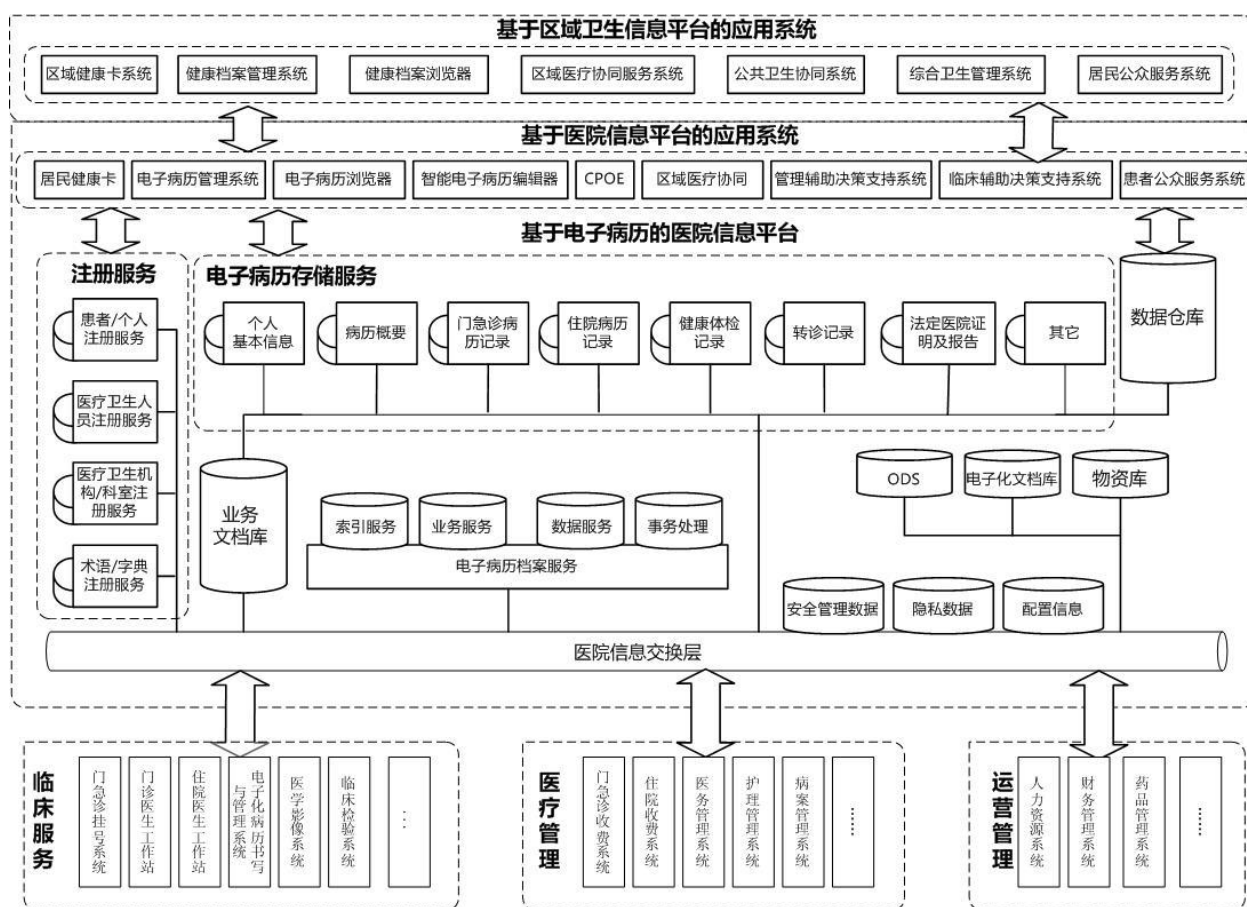 基于区域卫生信息平台的应用系统
区域健康卡系统
健康档案管理系统
健康档案浏览器
区域医疗协同服务系统
公共卫生协同系统
综合卫生管理系统
居民公众服务系统
基于医院信息平台的应用系统
居民健康卡
电子病历管理系统
电子病历浏览器
智能电子病历编辑器
CPOE
区域医疗协同
管理辅助决策支持系统
临床辅助决策支持系统
患者公众服务系统
基于电子病历的医院信息平台
注册服务
患者/个人
注册服务
医疗卫生人
员注册服务
医疗卫生机
构/科室注
册服务
术语/字典
注册服务
电子病历存储服务
个人
基本信息
病历概要
门急诊病
历记录
住院病历
记录
健康体检
记录
转诊记录
法定医院证
明及报告
其它
数据仓库
业务
文档库
索引服务
业务服务
数据服务
事务处理
电子病历档案服务
ODS
电子化文档库
物资库
安全管理数据
隐私数据
配置信息
医院信息交换层
临床服务
门急诊挂号系统
门诊医生工作站
住院医生工作站
电子化病历书写
与管理系统
医学影像系统
临床检验系统
...
医疗管理
门急诊收费系统
住院收费系统
医务管理系统
护理管理系统
病案管理系统
......
运营管理
人力资源系统
财务管理系统
药品管理系统
......